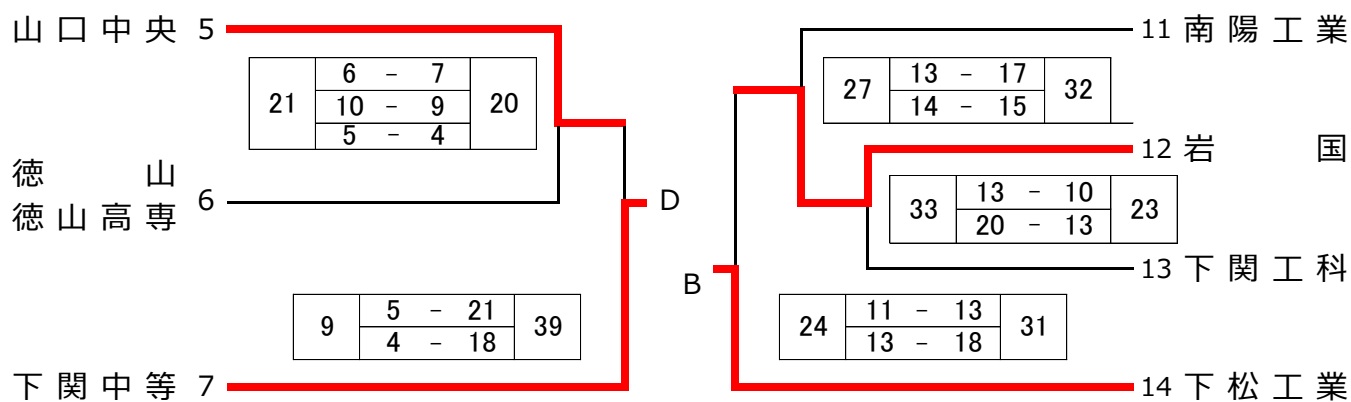 山口中央 5
21 6 - 7 20
10 - 9
5 - 4
徳山
徳山高専 6
D
9 5 - 21 39
4 - 18
下関中等 7
11 南陽工業
27 13 - 17 32
14 - 15
12 岩国
33 13 - 10 23
20 - 13
13 下関工科
B
24 11 - 13 31
13 - 18
14 下松工業